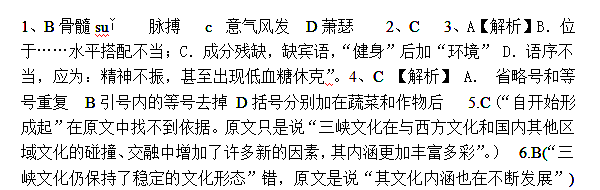 1、B骨髓suǐ 脉搏 c 意气风发 D萧瑟 2、C 3、A【解析】B．位
于……水平搭配不当；C．成分残缺，缺宾语，“健身”后加“环境” D．语序不
当，应为：精神不振，甚至出现低血糖休克”。4、C 【解析】 A． 省略号和等
号重复 B引号内的等号去掉 D括号分别加在蔬菜和作物后 5.C（“自开始形
成起”在原文中找不到依据。原文只是说“三峡文化在与西方文化和国内其他区
域文化的碰撞、交融中增加了许多新的因素，其内涵更加丰富多彩”。） 6.B(“三
峡文化仍保持了稳定的文化形态”错，原文是说“其文化内涵也在不断发展”)